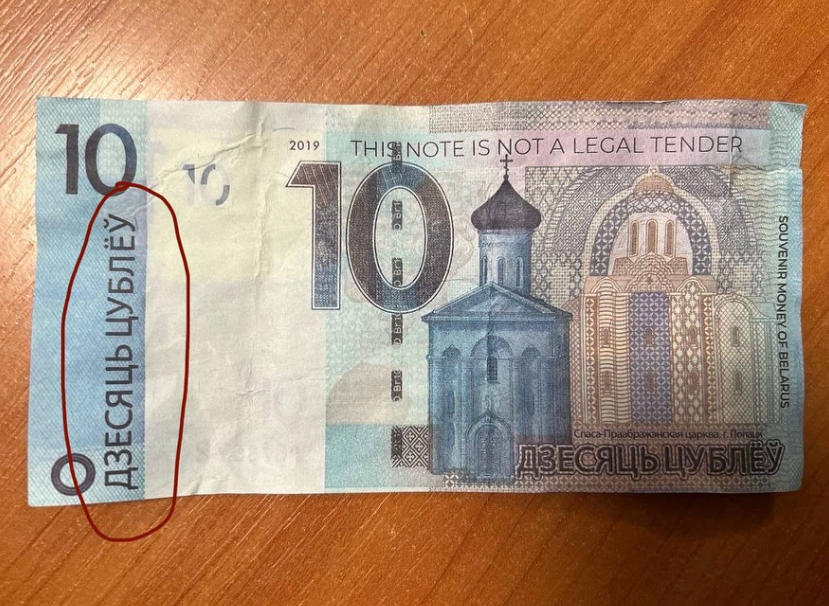 10
10
2019
THIS NOTE IS NOT A LEGAL TENDER
10
ДЗЕСЯЦЬ ЦУБЛЁЎ
SOUVENIR MONEY OF BELARUS
Спаса-Праабражэнская царква, г. Полацк
ДЗЕСЯЦЬ ЦУБЛЁЎ